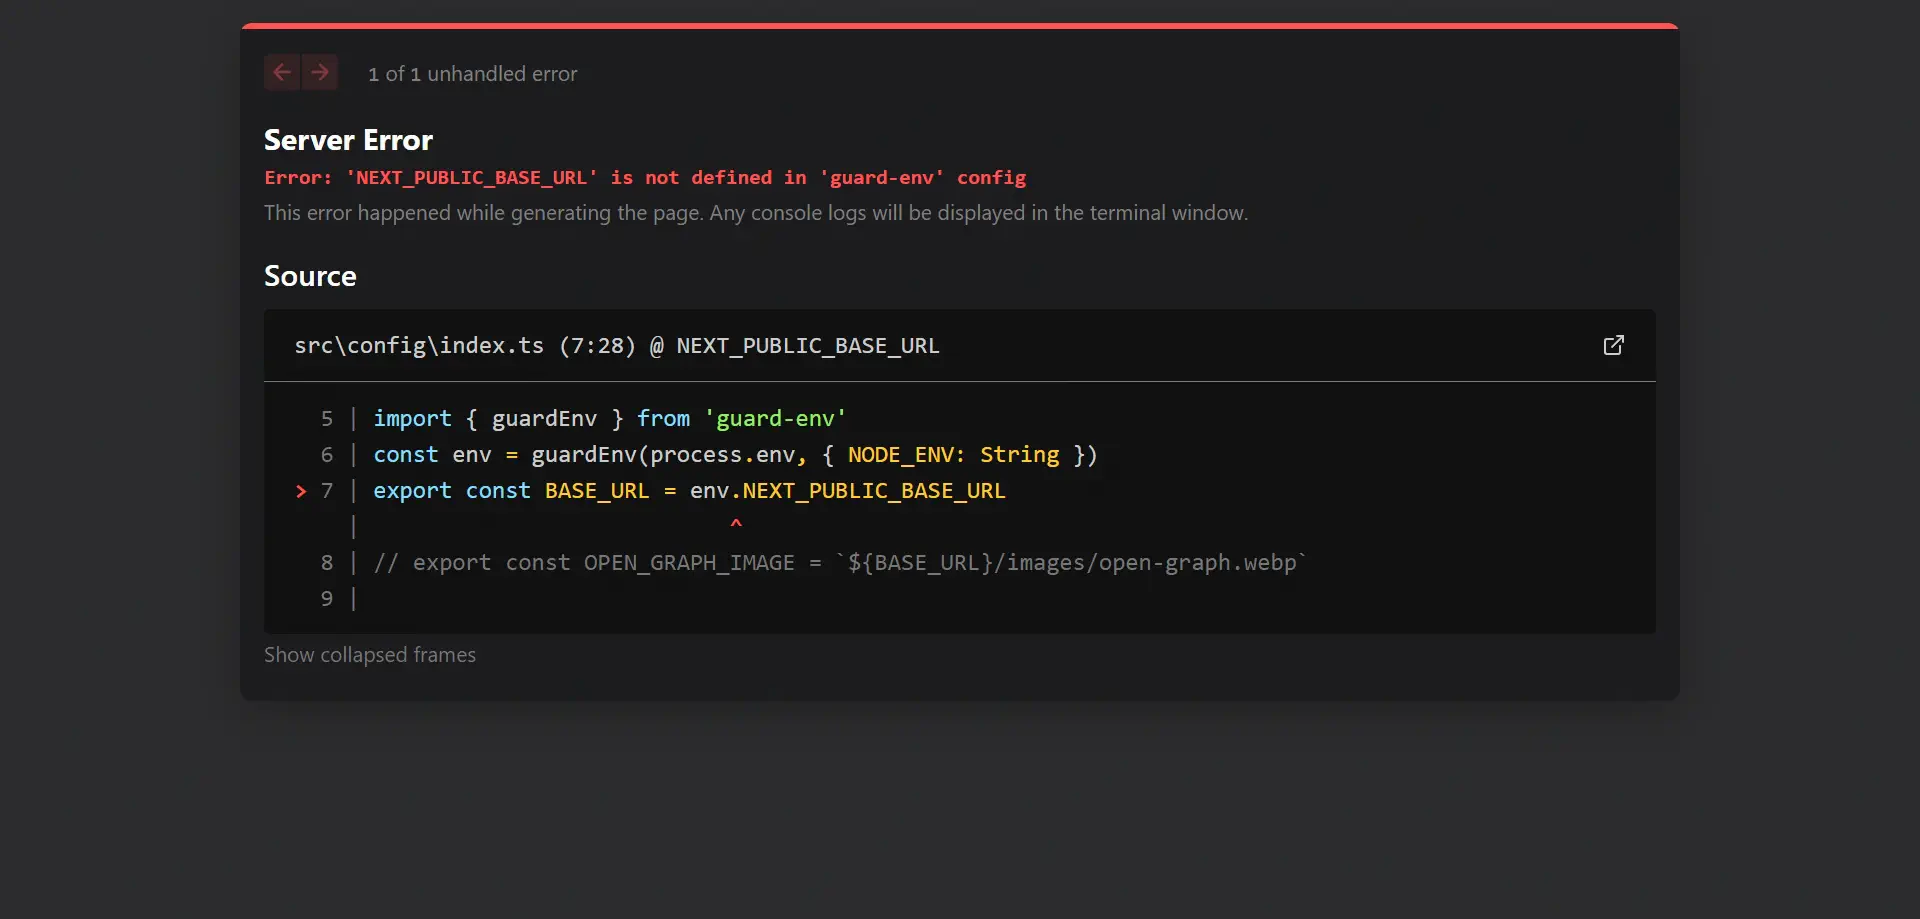 1 of 1 unhandled error
Server Error
Error: 'NEXT_PUBLIC_BASE_URL' is not defined in 'guard-env' config
This error happened while generating the page. Any console logs will be displayed in the terminal window.
Source
src\config\index.ts (7:28) @ NEXT_PUBLIC_BASE_URL
5 | import { guardEnv } from 'guard-env'
6 | const env = guardEnv(process.env, { NODE_ENV: String })
> 7 | export const BASE_URL = env.NEXT_PUBLIC_BASE_URL
| ^
8 | // export const OPEN_GRAPH_IMAGE = `${BASE_URL}/images/open-graph.webp`
9 |
Show collapsed frames